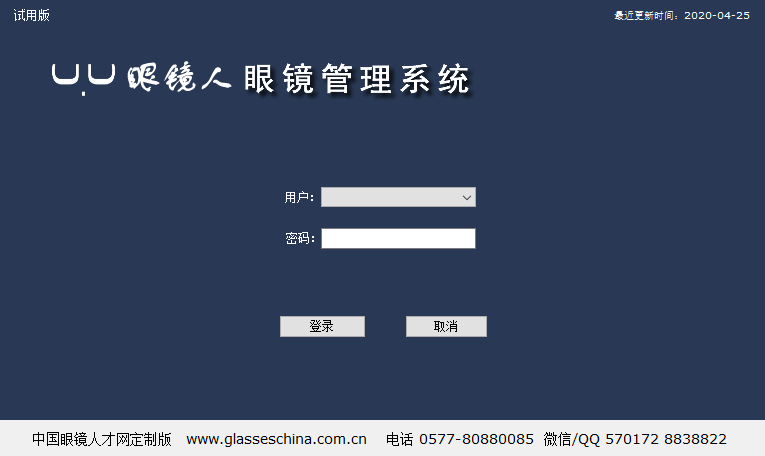 试用版
最近更新时间：2020-04-25
眼镜人 眼镜管理系统
用户：
密码：
登录
取消
中国眼镜人才网定制版 www.glasseschina.com.cn 电话 0577-80880085 微信/QQ 570172 8838822